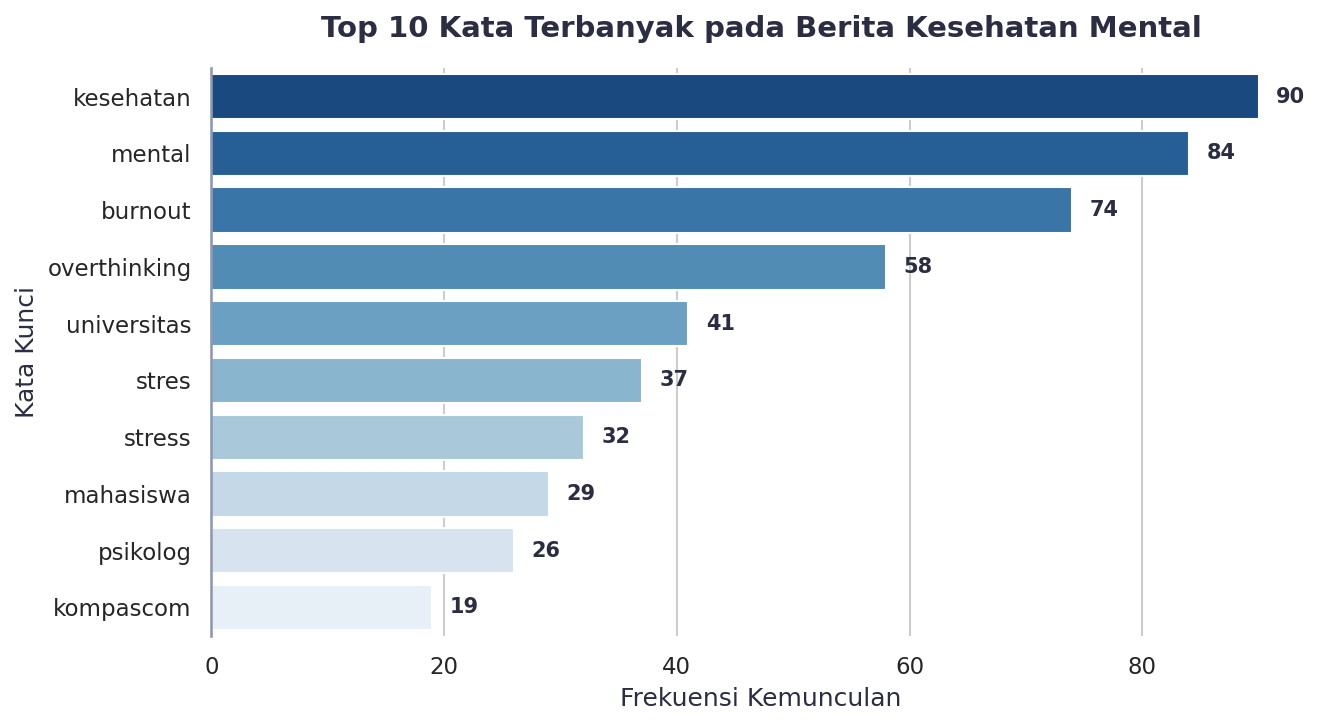 Top 10 Kata Terbanyak pada Berita Kesehatan Mental
Kata Kunci
kesehatan 90
mental 84
burnout 74
overthinking 58
universitas 41
stres 37
stress 32
mahasiswa 29
psikolog 26
kompascom 19
0 20 40 60 80
Frekuensi Kemunculan